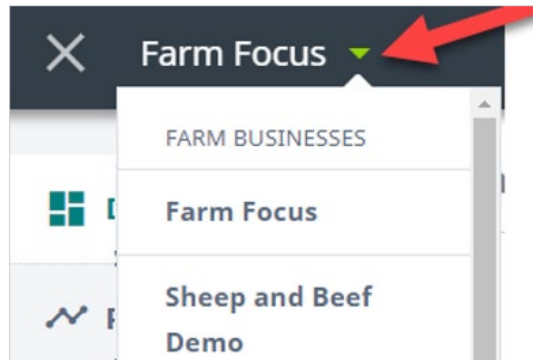 Farm Focus
FARM BUSINESSES
Farm Focus
Sheep and Beef
Demo